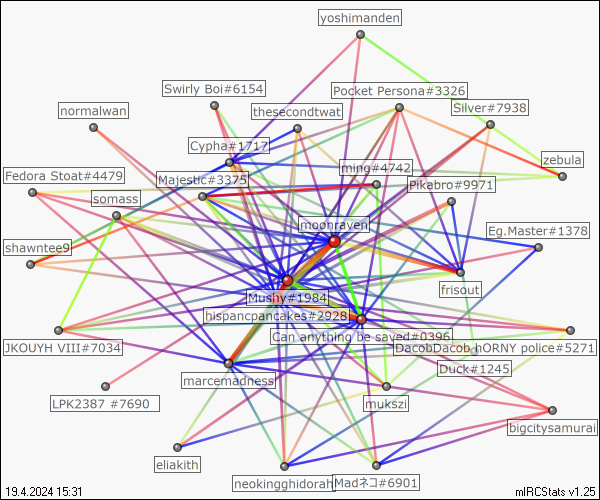 yoshimanden
Swirly Boi#6154
Pocket Persona#3326
normalwan
thesecondtwat
Silver#7938
Cypha#1717
zebula
ming#4742
Fedora Stoat#4479
Majestic#3375
Pikabro#9971
somass
moonraven
Eg.Master#1378
shawntee9
frisout
Mushy#1984
hispancpancakes#2928
Can anything be saved#0396
JKOUYH VIII#7034
DacobDacob
hORNY police#5271
Duck#1245
marcemadness
LPK2387 #7690
mukszi
bigcitysamurai
eliakith
neokingghidorah
Madネコ#6901
19.4.2024 15:31
mIRCStats v1.25